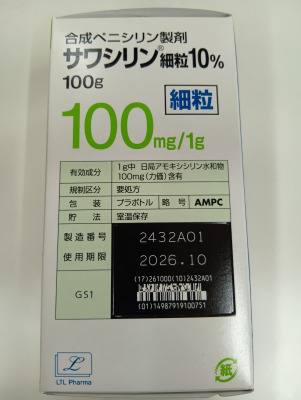 合成ペニシリン製剤
サワシリン®細粒10%
100g
細粒
100mg/1g
有効成分 1g中 日局アモキシシリン水和物 100mg(力価)含有
規制区分 要処方
包装 プラボトル 略号 AMPC
貯法 室温保存
製造番号 2432A01
使用期限 2026.10
GS1
(17)261000(10)2432A01
(01)14987919100751
LTL Pharma
紙